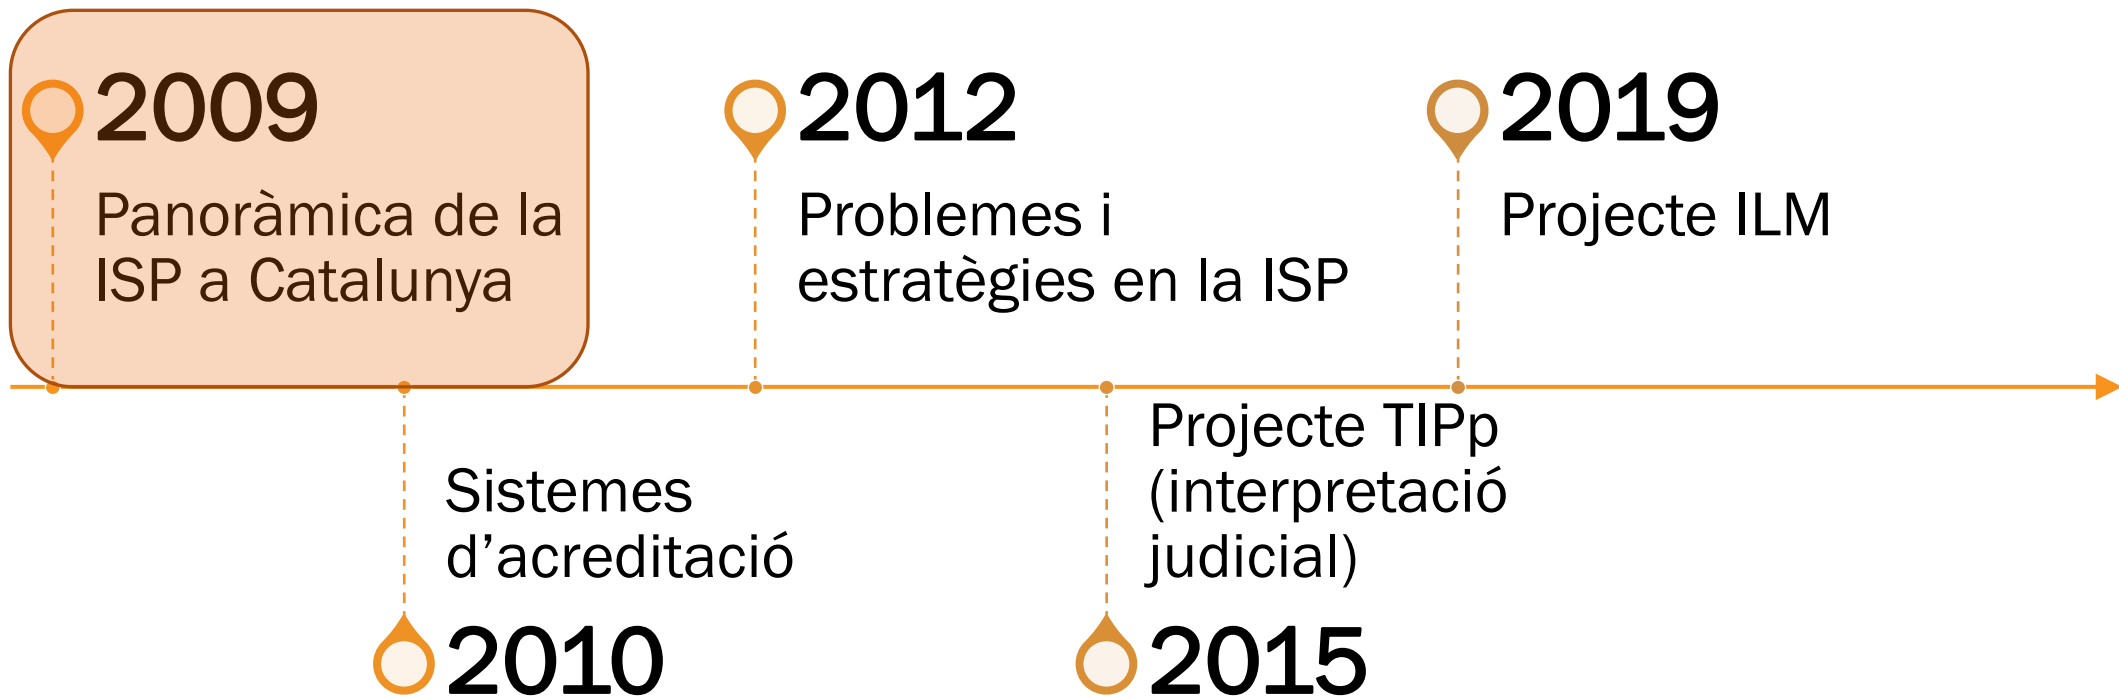 2009
Panoràmica de la
ISP a Catalunya
2012
Problemes i
estratègies en la ISP
2019
Projecte ILM
Sistemes
d’acreditació
2010
Projecte TIPp
(interpretació
judicial)
2015